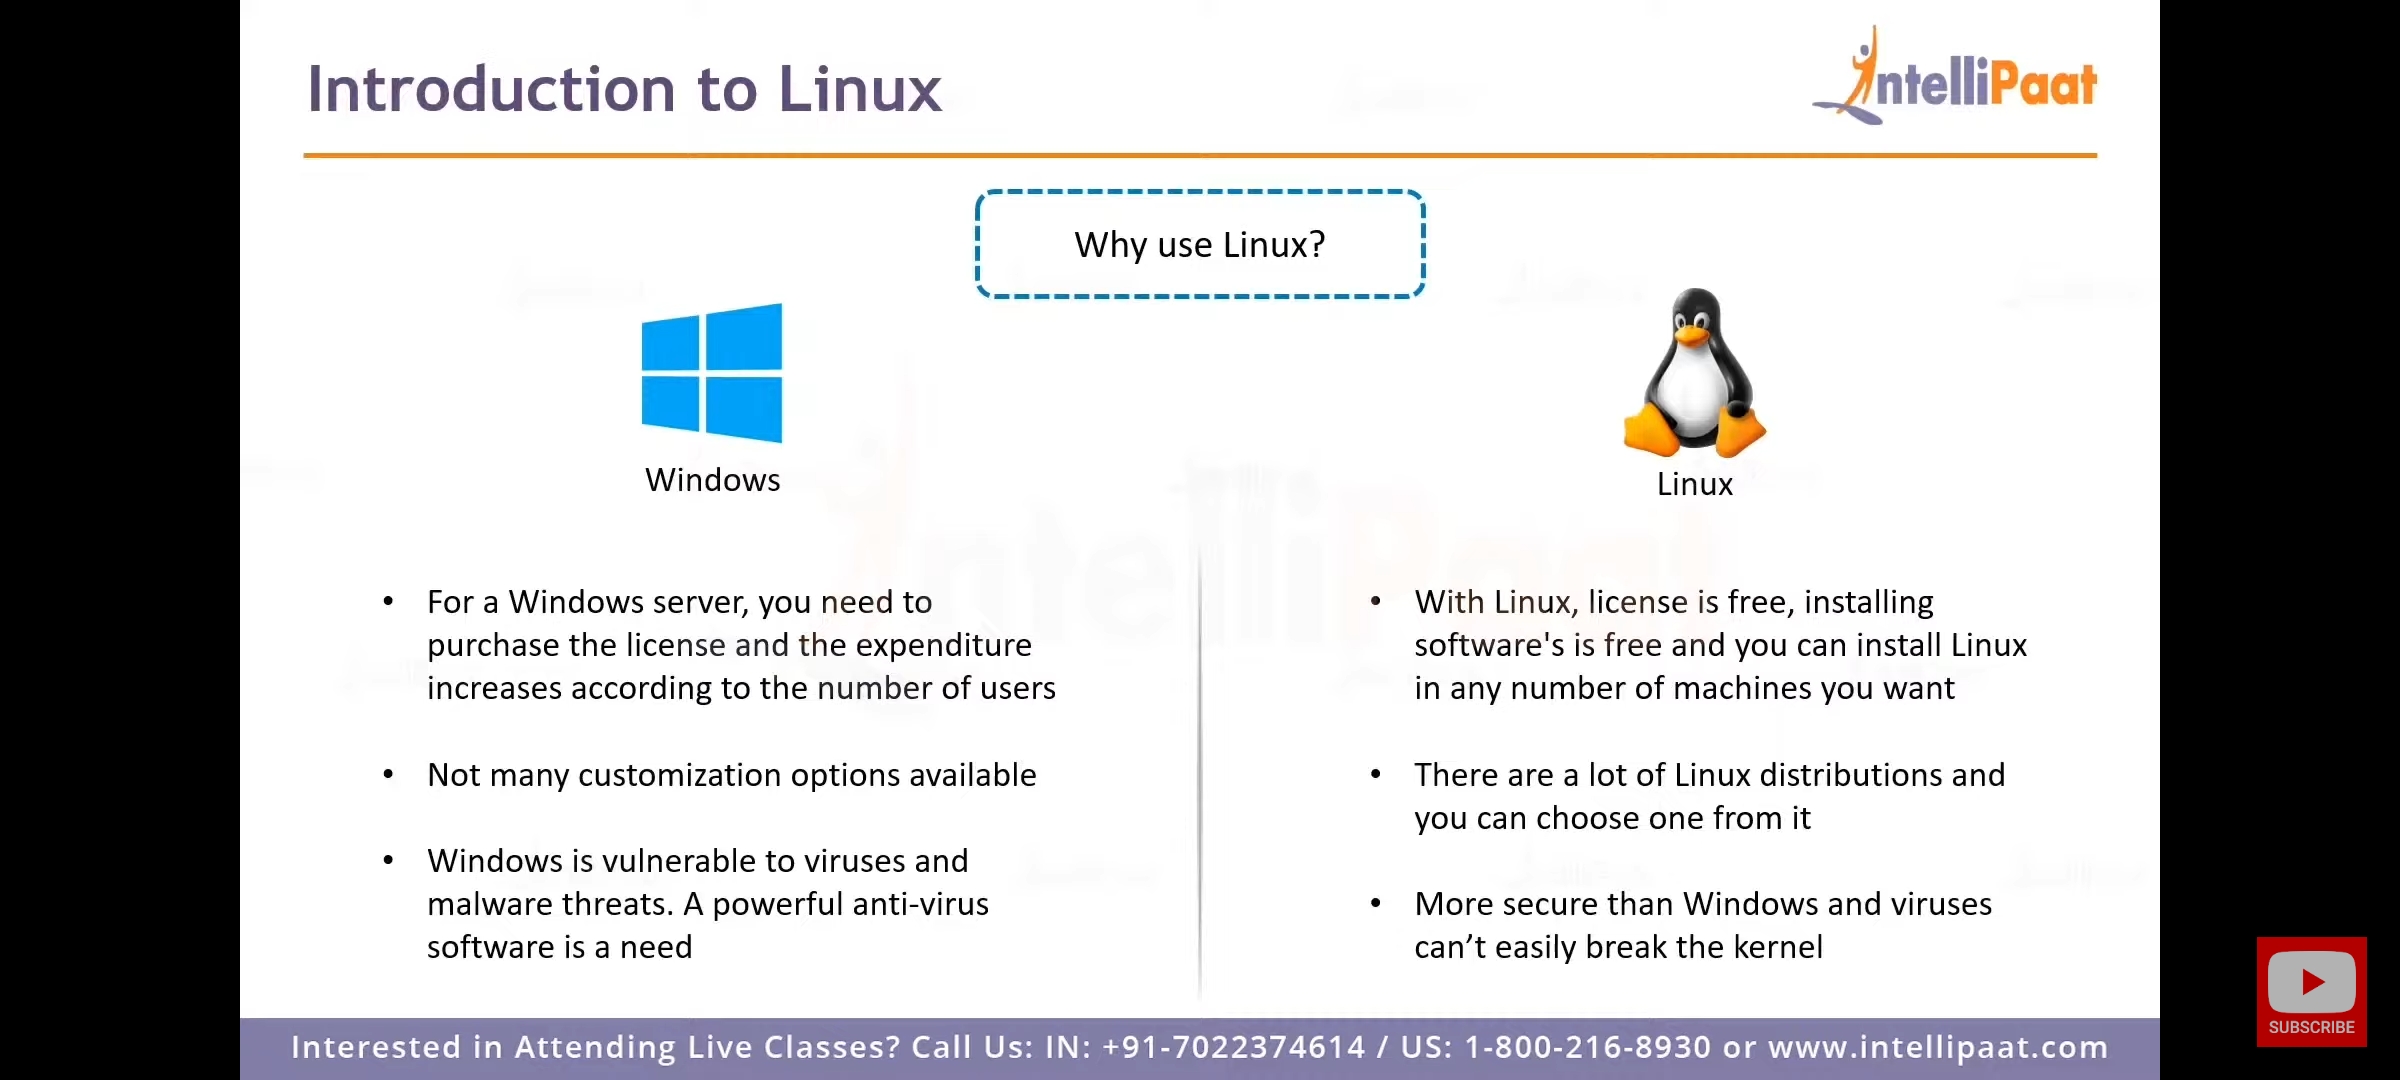 Introduction to Linux
IntelliPaat
Why use Linux?
Windows
Linux
• For a Windows server, you need to
purchase the license and the expenditure
increases according to the number of users
• Not many customization options available
• Windows is vulnerable to viruses and
malware threats. A powerful anti-virus
software is a need
• With Linux, license is free, installing
software's is free and you can install Linux
in any number of machines you want
• There are a lot of Linux distributions and
you can choose one from it
• More secure than Windows and viruses
can’t easily break the kernel
SUBSCRIBE
Interested in Attending Live Classes? Call Us: IN: +91-7022374614 / US: 1-800-216-8930 or www.intellipaat.com